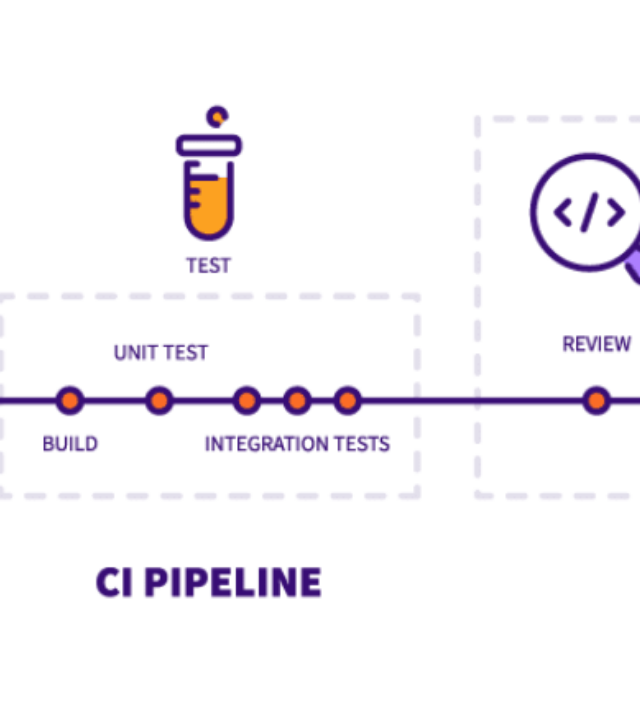 </>
TEST
UNIT TEST
REVIEW
BUILD
INTEGRATION TESTS
CI PIPELINE